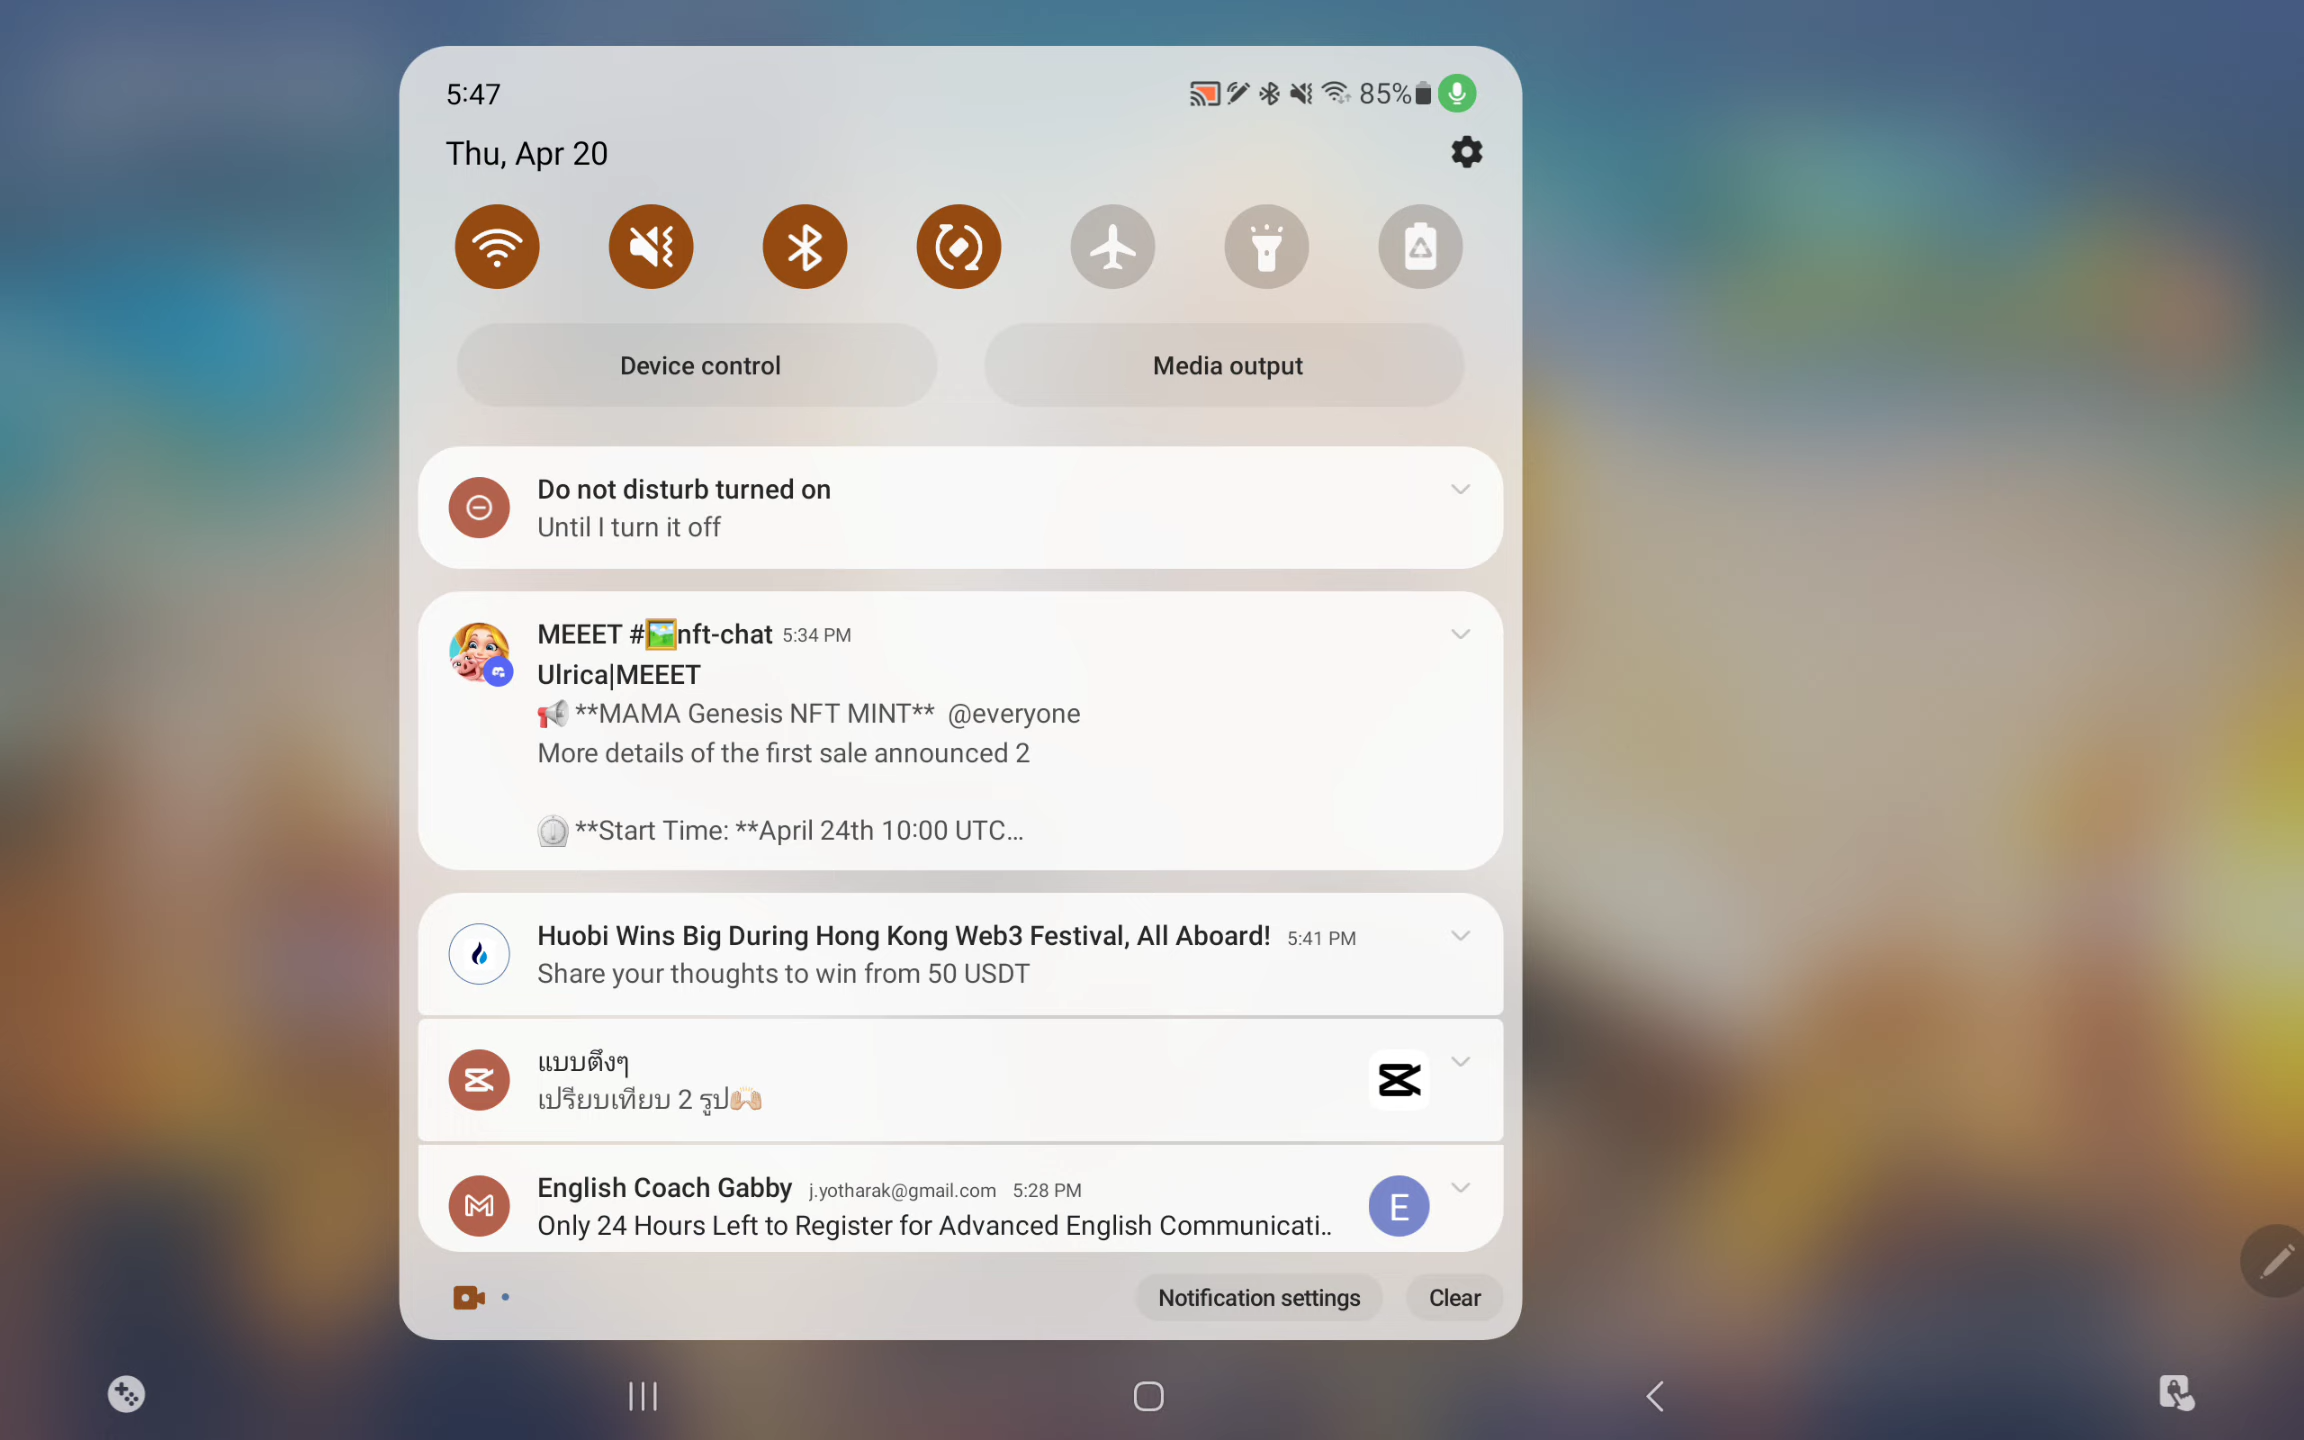 5:47
85%
Thu, Apr 20
Device control
Media output
Do not disturb turned on
Until I turn it off
MEEET #🖼️nft-chat 5:34 PM
Ulrica|MEEET
📢 **MAMA Genesis NFT MINT** @everyone
More details of the first sale announced 2
⏲️ **Start Time: **April 24th 10:00 UTC...
Huobi Wins Big During Hong Kong Web3 Festival, All Aboard! 5:41 PM
Share your thoughts to win from 50 USDT
แบบตึงๆ
เปรียบเทียบ 2 รูป🙌🏻
English Coach Gabby j.yotharak@gmail.com 5:28 PM
Only 24 Hours Left to Register for Advanced English Communicati..
E
Notification settings
Clear